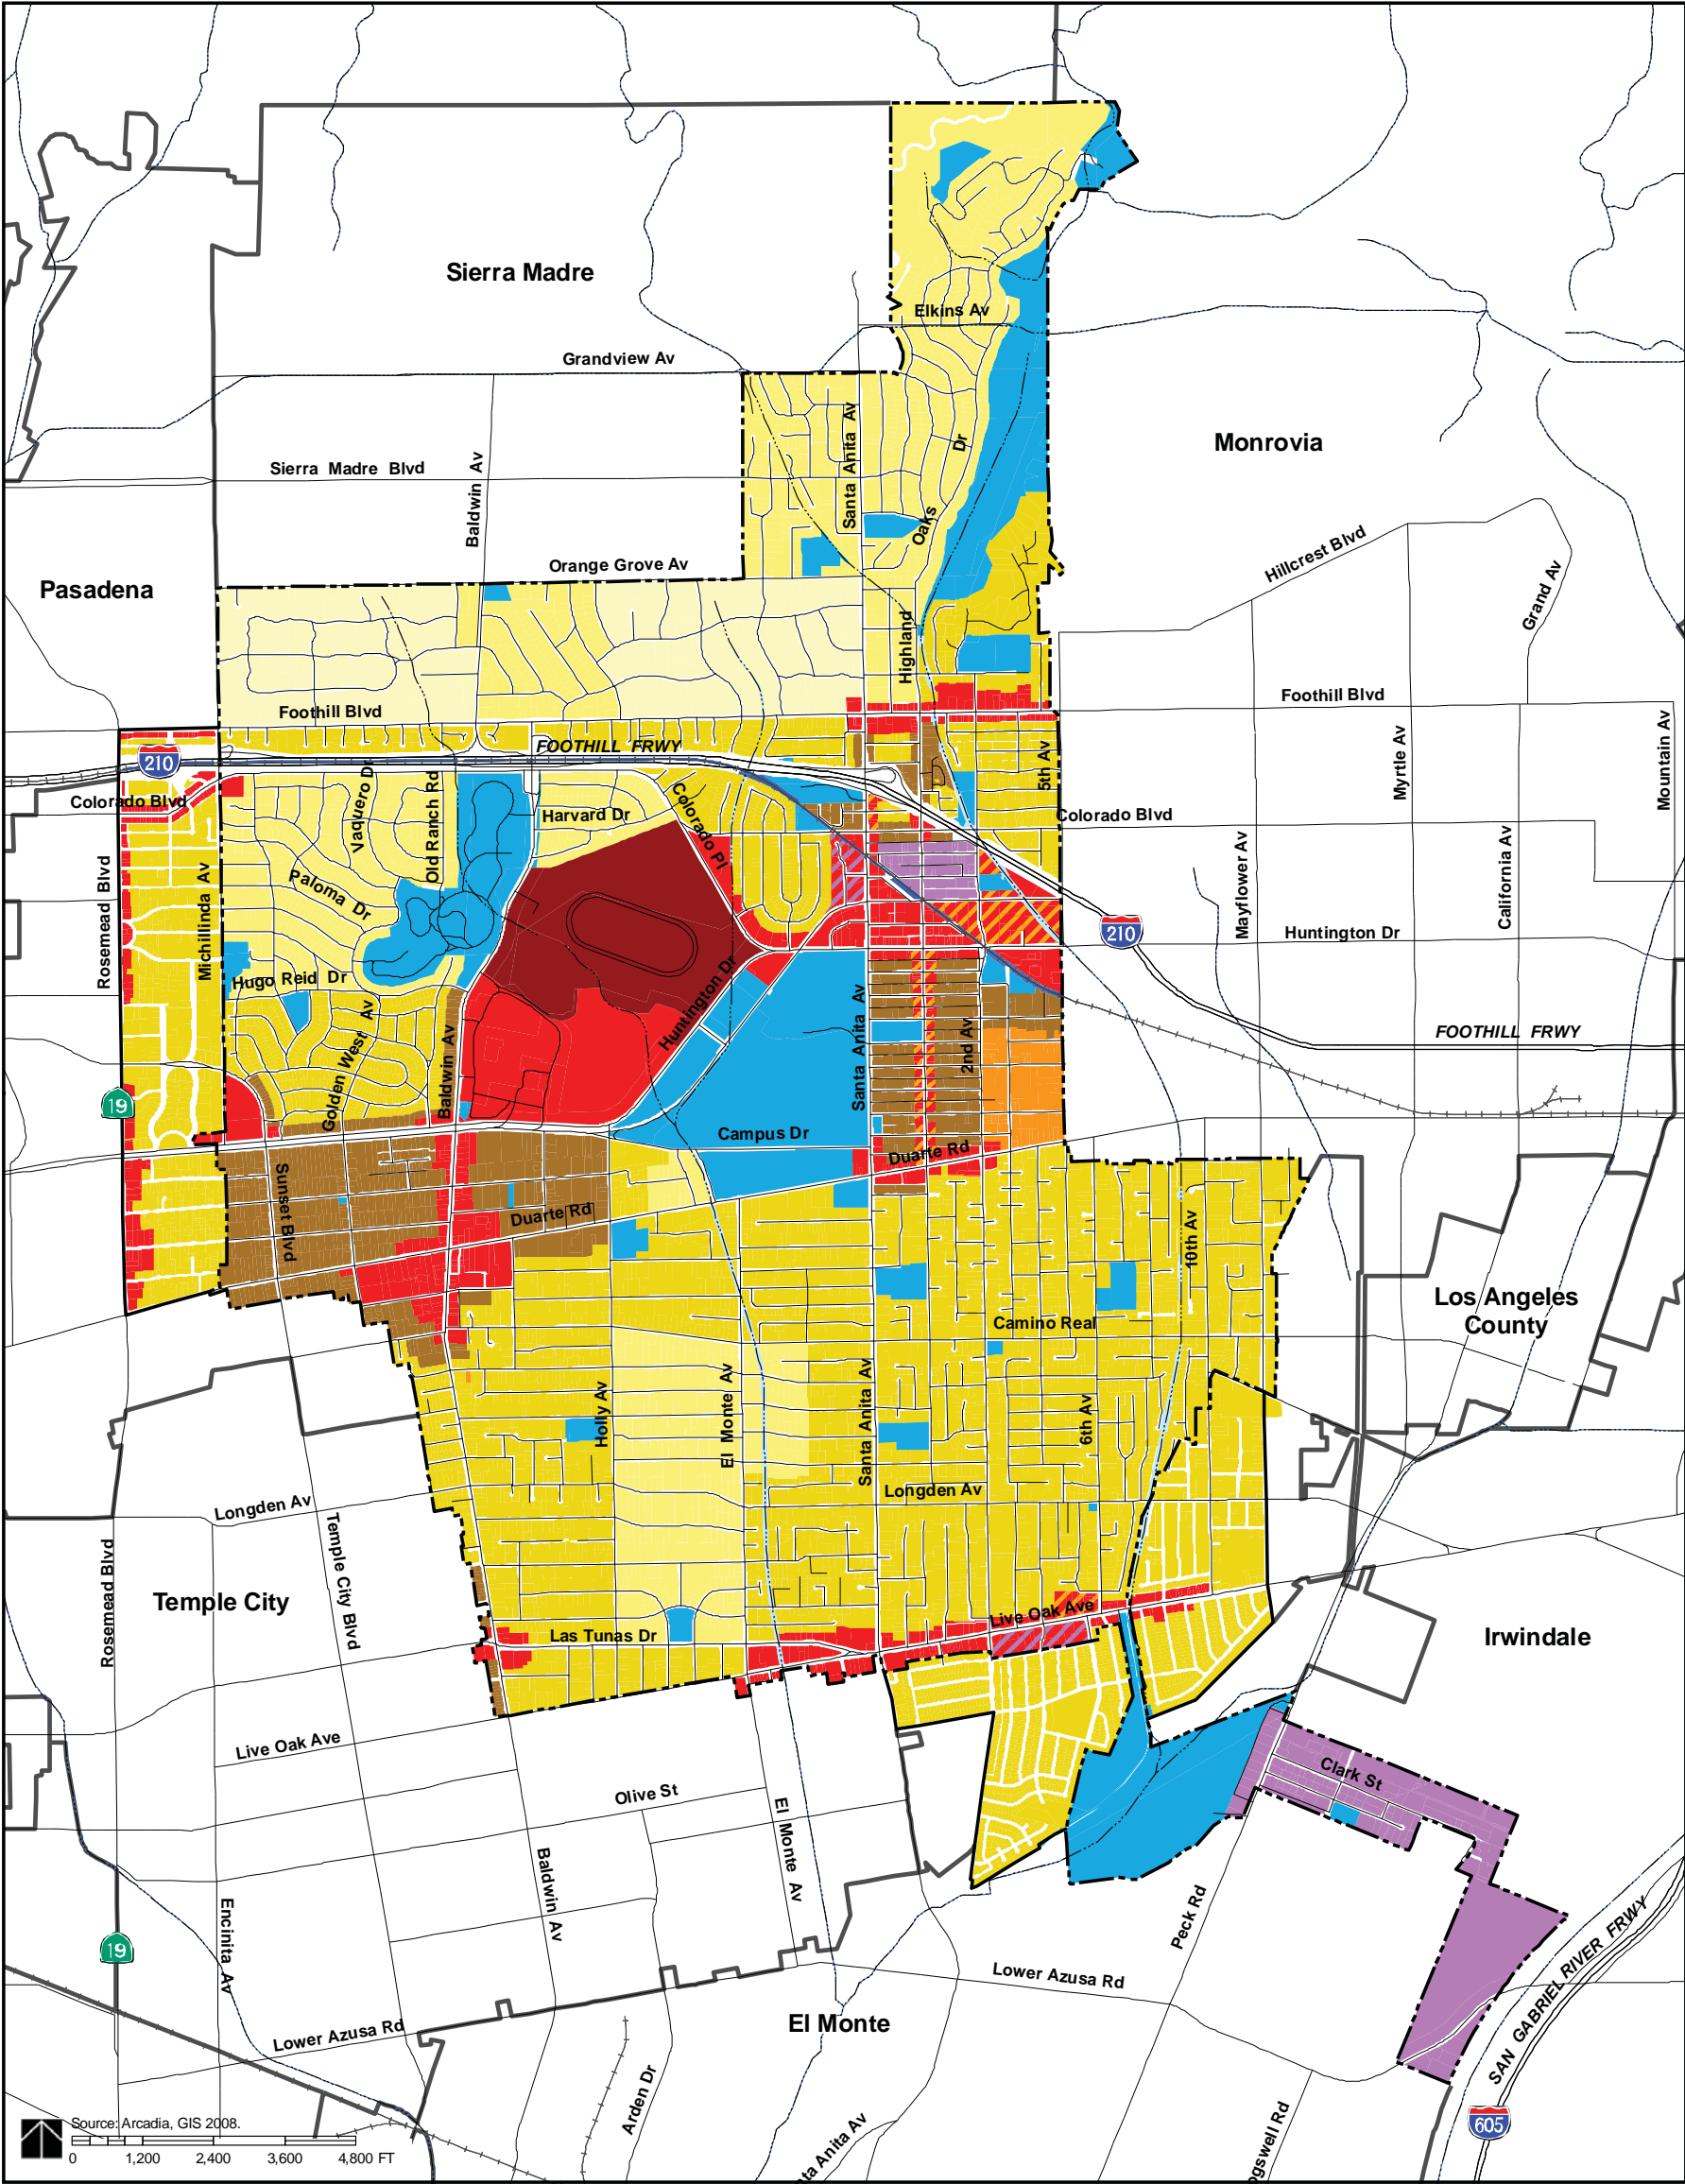 Sierra Madre
Elkins Av
Grandview Av
Monrovia
Santa Anita Av
Dr
Sierra Madre Blvd
Baldwin Av
Oaks
Hillcrest Blvd
Orange Grove Av
Pasadena
Grand Av
Highland
Foothill Blvd
Foothill Blvd
FOOTHILL FRWY
Mountain Av
Myrtle Av
5th Av
210
Vaquero Dr
Old Ranch Rd
Colorado Blvd
Harvard Dr
Colorado Pl
Colorado Blvd
Mayflower Av
California Av
Rosemead Blvd
Michillinda Av
Paloma Dr
210
Huntington Dr
Hugo Reid Dr
Huntington Dr
Golden West Av
Baldwin Av
Santa Anita Av
2nd Av
FOOTHILL FRWY
19
Campus Dr
Duarte Rd
Sunset Blvd
Duarte Rd
10th Av
Los Angeles
County
Camino Real
Holly Av
El Monte Av
Santa Anita Av
6th Av
Longden Av
Longden Av
Rosemead Blvd
Temple City Blvd
Temple City
Live Oak Ave
Las Tunas Dr
Irwindale
Live Oak Ave
Clark St
Olive St
El Monte Av
Baldwin Av
Encinita Av
Peck Rd
19
Lower Azusa Rd
SAN GABRIEL RIVER FRWY
El Monte
Lower Azusa Rd
Arden Dr
ta Anita Av
ogswell Rd
605
Source: Arcadia, GIS 2008.
0 1,200 2,400 3,600 4,800 FT